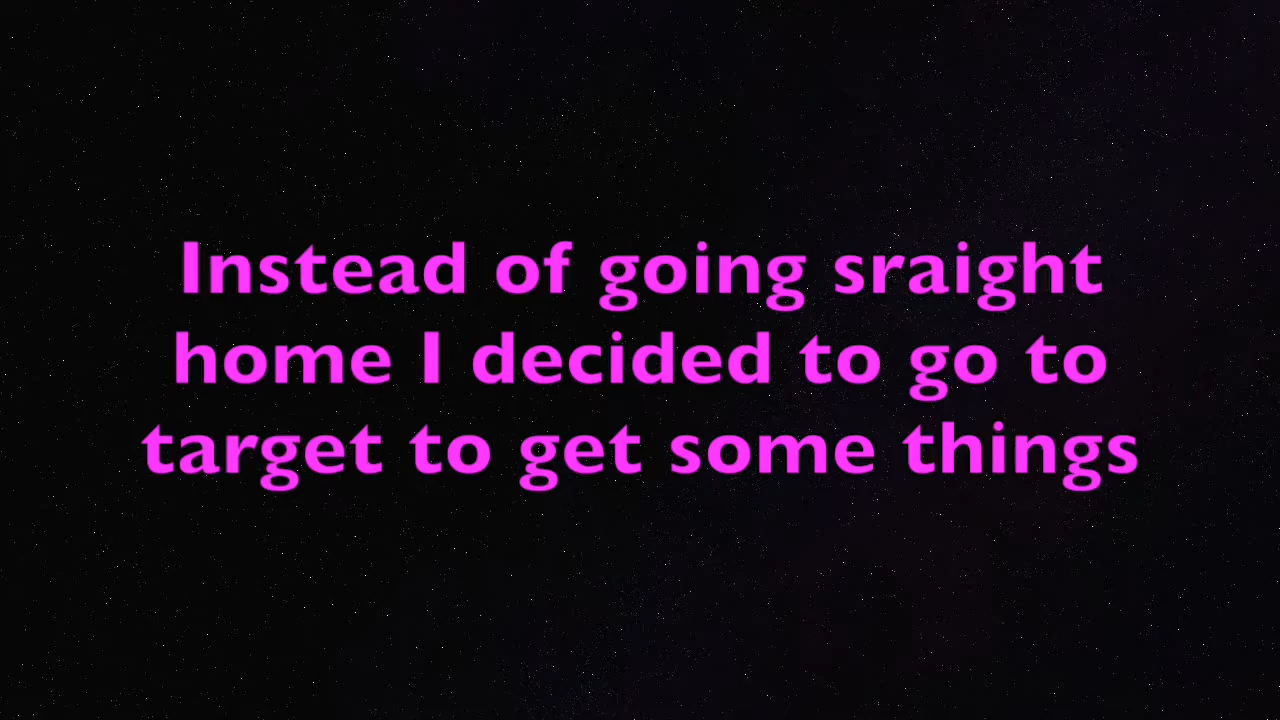 Instead of going sraight
home I decided to go to
target to get some things